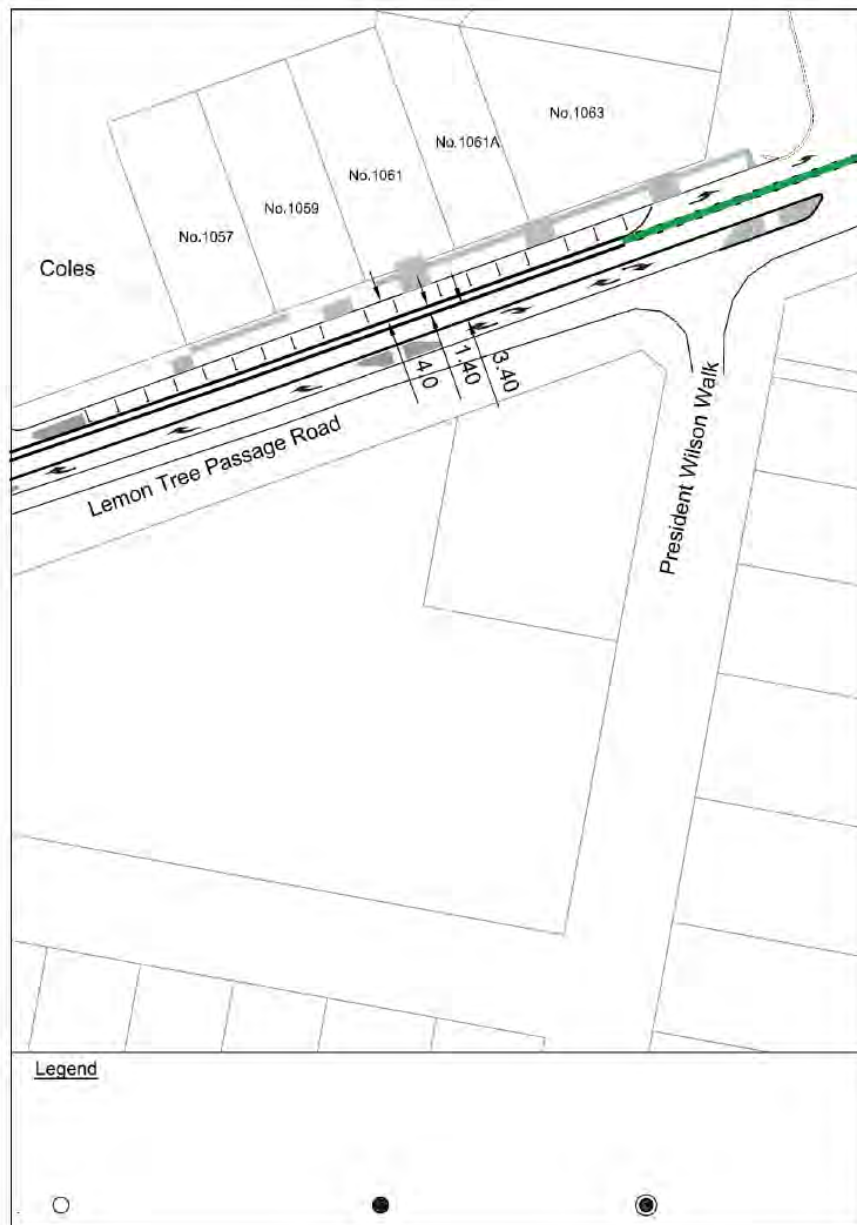 No.1063
No.1061A
No.1061
No.1059
No.1057
Coles
4.0
1.40
3.40
Lemon Tree Passage Road
President Wilson Walk
Legend